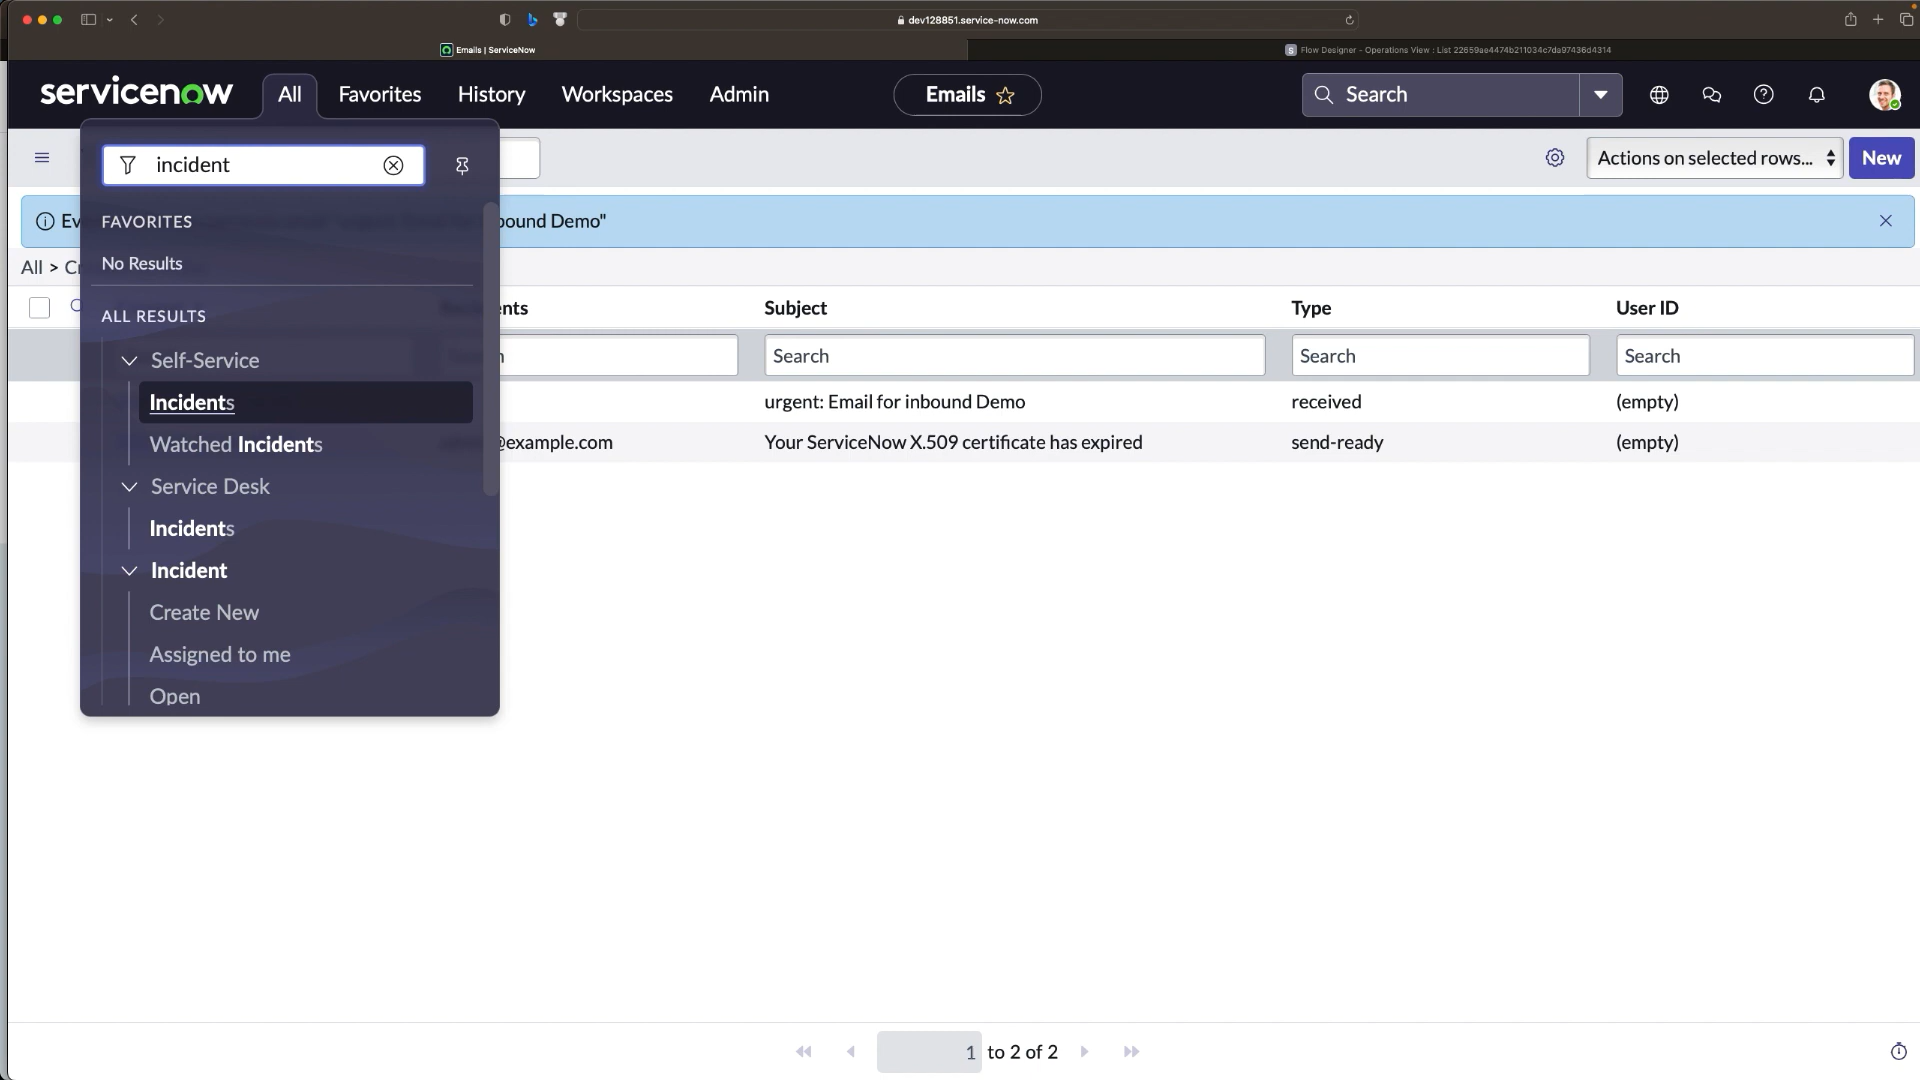 dev128851.service-now.com
Emails | ServiceNow
Flow Designer - Operations View : List 22659ae4474b211034c7da97436d4314
servicenow
All
Favorites
History
Workspaces
Admin
Emails
Search
incident
Actions on selected rows...
New
FAVORITES
No Results
ALL RESULTS
Self-Service
Incidents
Watched Incidents
Service Desk
Incidents
Incident
Create New
Assigned to me
Open
Ev
bound Demo"
All > Cr
nts
Subject
Type
User ID
Search
Search
Search
urgent: Email for inbound Demo
received
(empty)
@example.com
Your ServiceNow X.509 certificate has expired
send-ready
(empty)
1 to 2 of 2